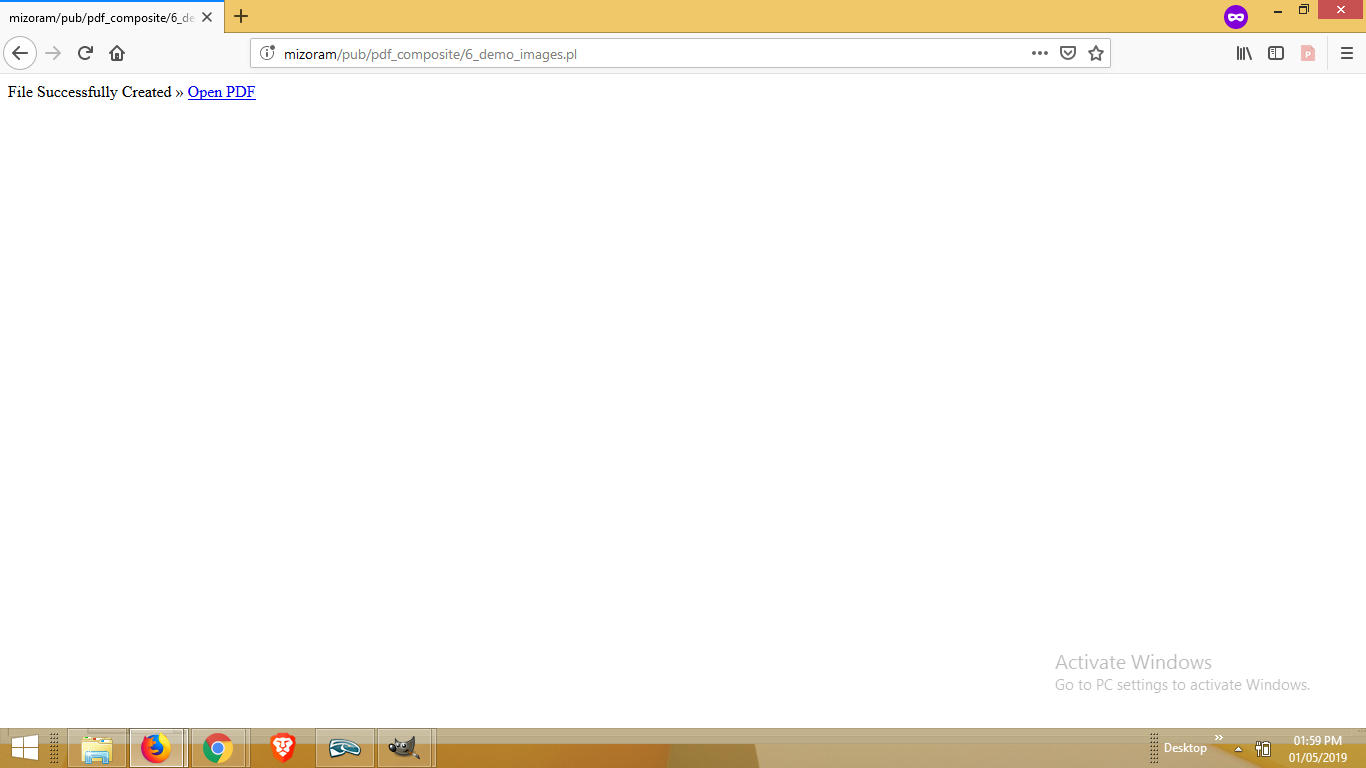 mizoram/pub/pdf_composite/6_de
mizoram/pub/pdf_composite/6_demo_images.pl
File Successfully Created » Open PDF
Activate Windows
Go to PC settings to activate Windows.
Desktop
01:59 PM
01/05/2019